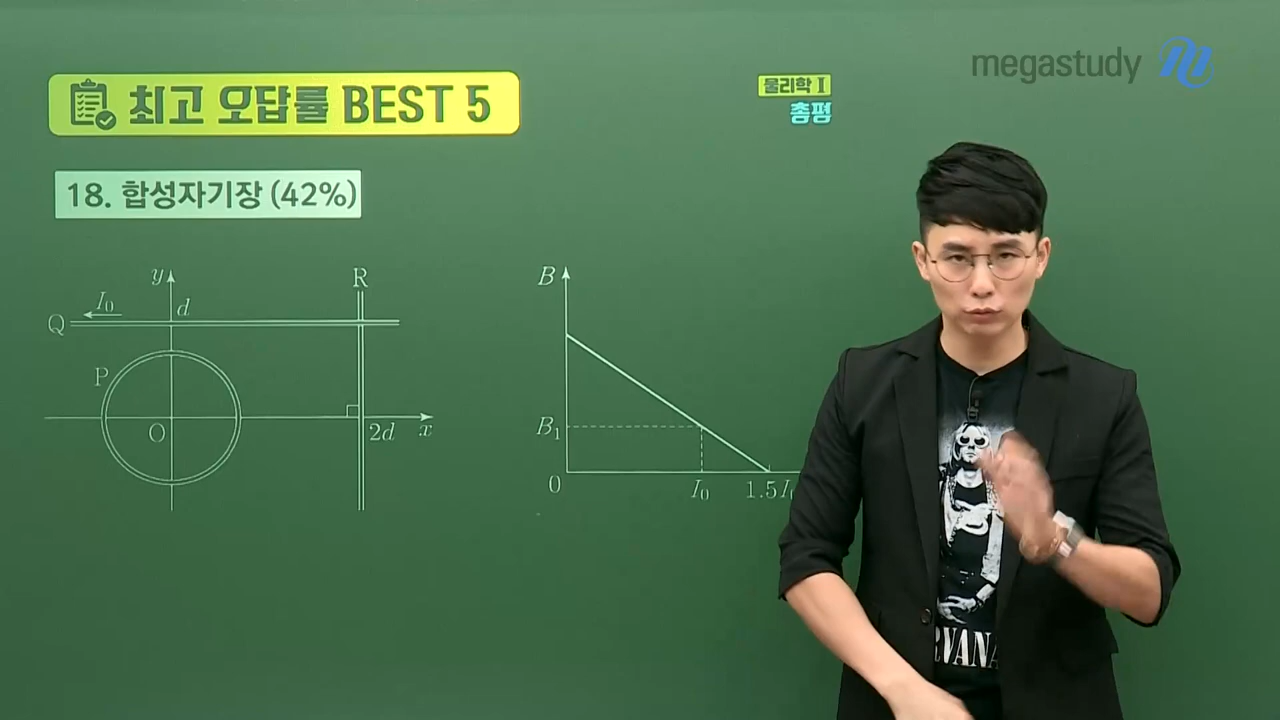 megastudy
최고 오답률 BEST 5
물리학 I
총평
18. 합성자기장 (42%)
y
R
I₀
d
Q
P
O
2d
x
B
B₁
0
I₀
1.5I₀
RVANA